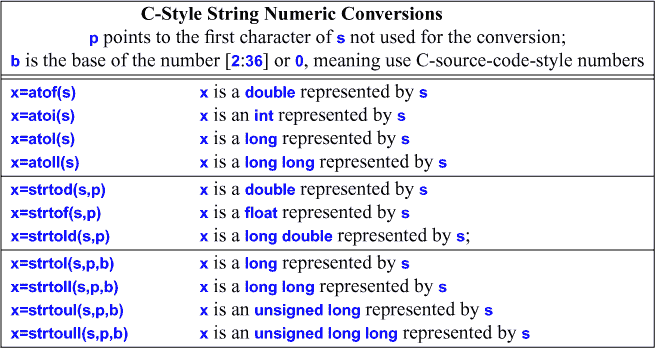 C-Style String Numeric Conversions
p points to the first character of s not used for the conversion;
b is the base of the number [2:36] or 0, meaning use C-source-code-style numbers
x=atof(s) x is a double represented by s
x=atoi(s) x is an int represented by s
x=atol(s) x is a long represented by s
x=atoll(s) x is a long long represented by s
x=strtod(s,p) x is a double represented by s
x=strtof(s,p) x is a float represented by s
x=strtold(s,p) x is a long double represented by s;
x=strtol(s,p,b) x is a long represented by s
x=strtoll(s,p,b) x is a long long represented by s
x=strtoul(s,p,b) x is an unsigned long represented by s
x=strtoull(s,p,b) x is an unsigned long long represented by s